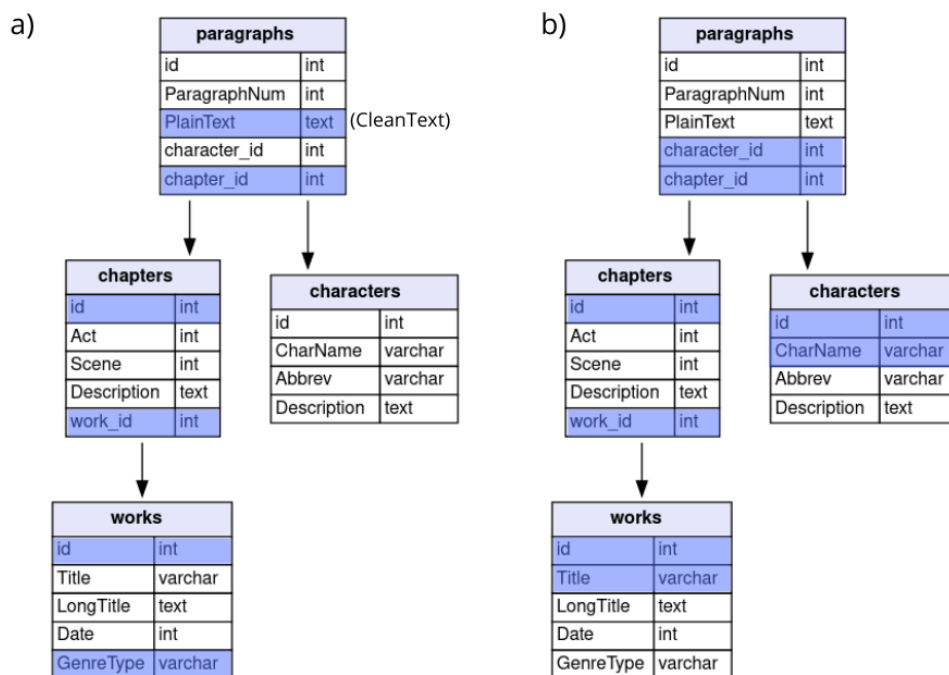 a)
paragraphs
id int
ParagraphNum int
PlainText text (CleanText)
character_id int
chapter_id int
chapters
id int
Act int
Scene int
Description text
work_id int
characters
id int
CharName varchar
Abbrev varchar
Description text
works
id int
Title varchar
LongTitle text
Date int
GenreType varchar
b)
paragraphs
id int
ParagraphNum int
PlainText text
character_id int
chapter_id int
chapters
id int
Act int
Scene int
Description text
work_id int
characters
id int
CharName varchar
Abbrev varchar
Description text
works
id int
Title varchar
LongTitle text
Date int
GenreType varchar